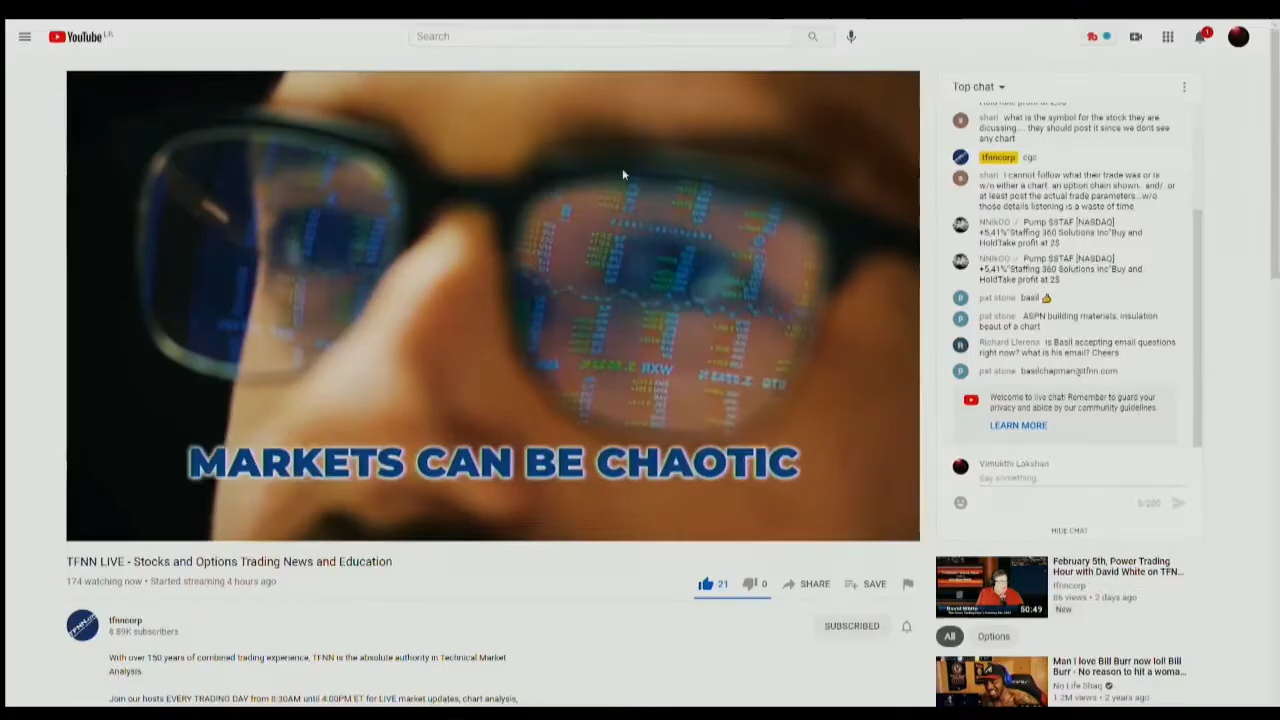 YouTube LK
Search
1
Top chat
shari what is the symbol for the stock they are
dicussing.... they should post it since we dont see
any chart
tfnncorp cgc
shari I cannot follow what their trade was or is
w/o either a chart, an option chain shown.. and/. or
at least post the actual trade parameters...w/o
those details listening is a waste of time
NNikOO Pump $STAF [NASDAQ]
+5,41%"Staffing 360 Solutions Inc"Buy and
HoldTake profit at 2$
NNikOO Pump $STAF [NASDAQ]
+5,41%"Staffing 360 Solutions Inc"Buy and
HoldTake profit at 2$
pat stone basil 👍
pat stone ASPN building materials, insulation
beaut of a chart
Richard Llerena is Basil accepting email questions
right now? what is his email? Cheers
pat stone basilchapman@tfnn.com
Welcome to live chat! Remember to guard your
privacy and abide by our community guidelines.
LEARN MORE
Vimukthi Lakshan
Say something...
0/200
HIDE CHAT
MARKETS CAN BE CHAOTIC
TFNN LIVE - Stocks and Options Trading News and Education
174 watching now • Started streaming 4 hours ago
21 0 SHARE SAVE
tfnncorp
8.89K subscribers
SUBSCRIBED
With over 150 years of combined trading experience, TFNN is the absolute authority in Technical Market
Analysis.
Join our hosts EVERY TRADING DAY from 8:30AM until 4:00PM ET for LIVE market updates, chart analysis,
February 5th, Power Trading
Hour with David White on TFN...
tfnncorp
86 views • 2 days ago
New
David White
50:49
All Options
Man I love Bill Burr now lol! Bill
Burr - No reason to hit a woma...
No Life Shaq
1.2M views • 2 years ago